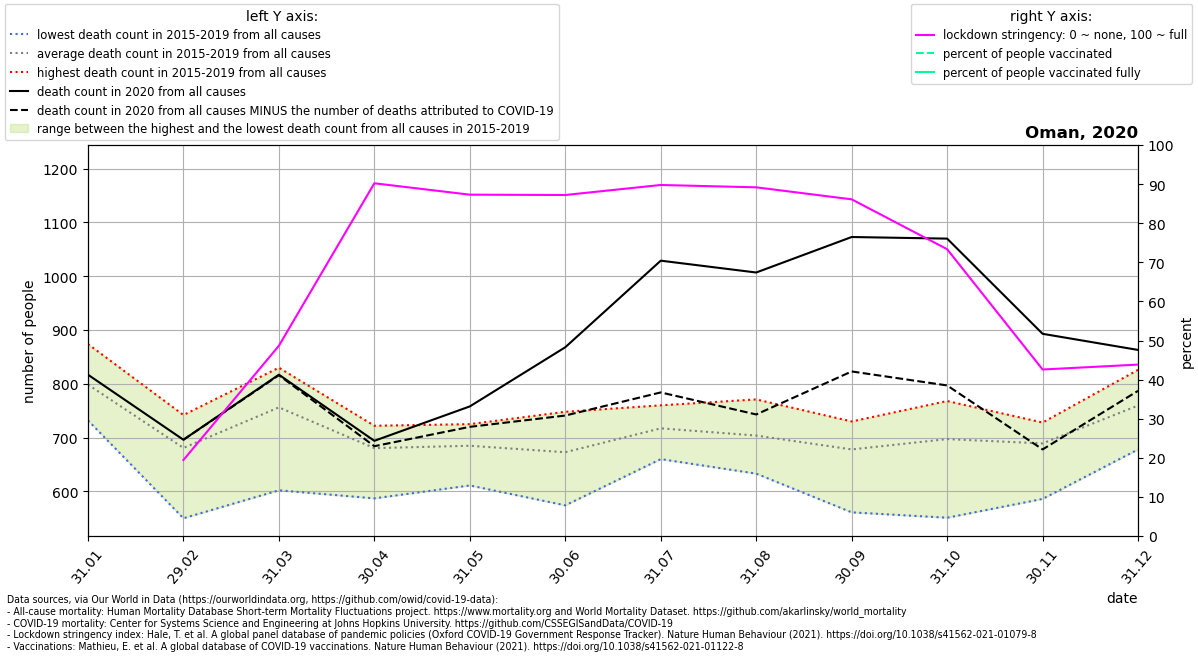 left Y axis:
lowest death count in 2015-2019 from all causes
average death count in 2015-2019 from all causes
highest death count in 2015-2019 from all causes
death count in 2020 from all causes
death count in 2020 from all causes MINUS the number of deaths attributed to COVID-19
range between the highest and the lowest death count from all causes in 2015-2019
right Y axis:
lockdown stringency: 0 ~ none, 100 ~ full
percent of people vaccinated
percent of people vaccinated fully
Oman, 2020
number of people
1200
1100
1000
900
800
700
600
100
90
80
70
60
50
40
30
20
10
0
percent
31.01
29.02
31.03
30.04
31.05
30.06
31.07
31.08
30.09
31.10
30.11
31.12
date
Data sources, via Our World in Data (https://ourworldindata.org, https://github.com/owid/covid-19-data):
- All-cause mortality: Human Mortality Database Short-term Mortality Fluctuations project. https://www.mortality.org and World Mortality Dataset. https://github.com/akarlinsky/world_mortality
- COVID-19 mortality: Center for Systems Science and Engineering at Johns Hopkins University. https://github.com/CSSEGISandData/COVID-19
- Lockdown stringency index: Hale, T. et al. A global panel database of pandemic policies (Oxford COVID-19 Government Response Tracker). Nature Human Behaviour (2021). https://doi.org/10.1038/s41562-021-01079-8
- Vaccinations: Mathieu, E. et al. A global database of COVID-19 vaccinations. Nature Human Behaviour (2021). https://doi.org/10.1038/s41562-021-01122-8